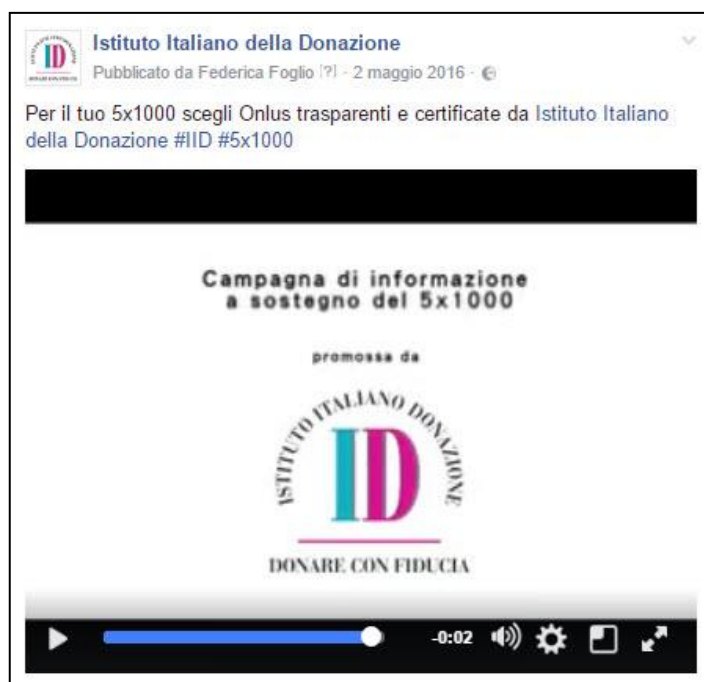 Istituto Italiano della Donazione
Pubblicato da Federica Foglio [?] · 2 maggio 2016 ·
Per il tuo 5x1000 scegli Onlus trasparenti e certificate da Istituto Italiano
della Donazione #IID #5x1000
Campagna di informazione
a sostegno del 5x1000
promossa da
ISTITUTO ITALIANO DONAZIONE
ID
DONARE CON FIDUCIA
-0:02